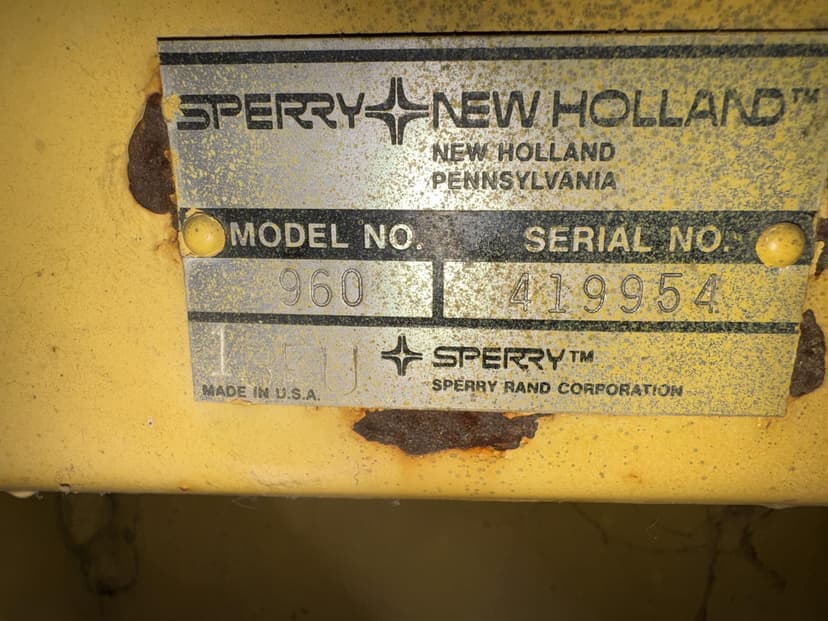 SPERRY NEW HOLLAND™
NEW HOLLAND
PENNSYLVANIA
MODEL NO. SERIAL NO.
960 419954
SPERRY™
MADE IN U.S.A. SPERRY RAND CORPORATION